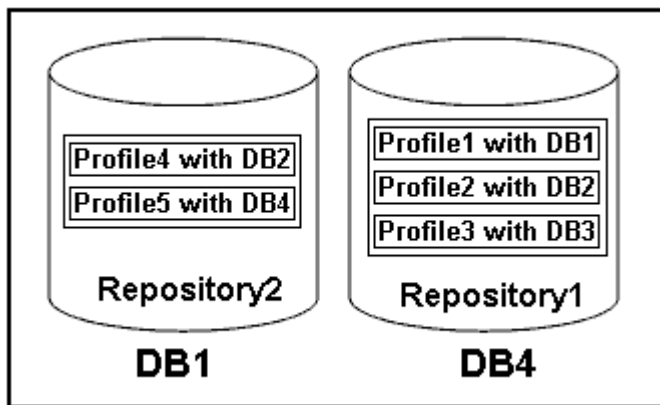 Profile4 with DB2
Profile5 with DB4
Repository2
DB1
Profile1 with DB1
Profile2 with DB2
Profile3 with DB3
Repository1
DB4